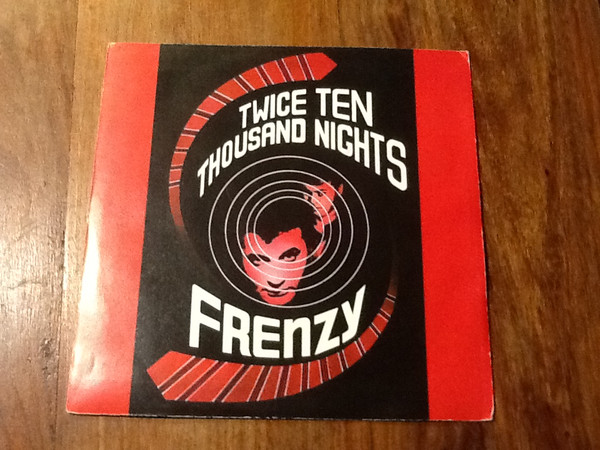 TWICE TEN
THOUSAND NIGHTS
FRENZY